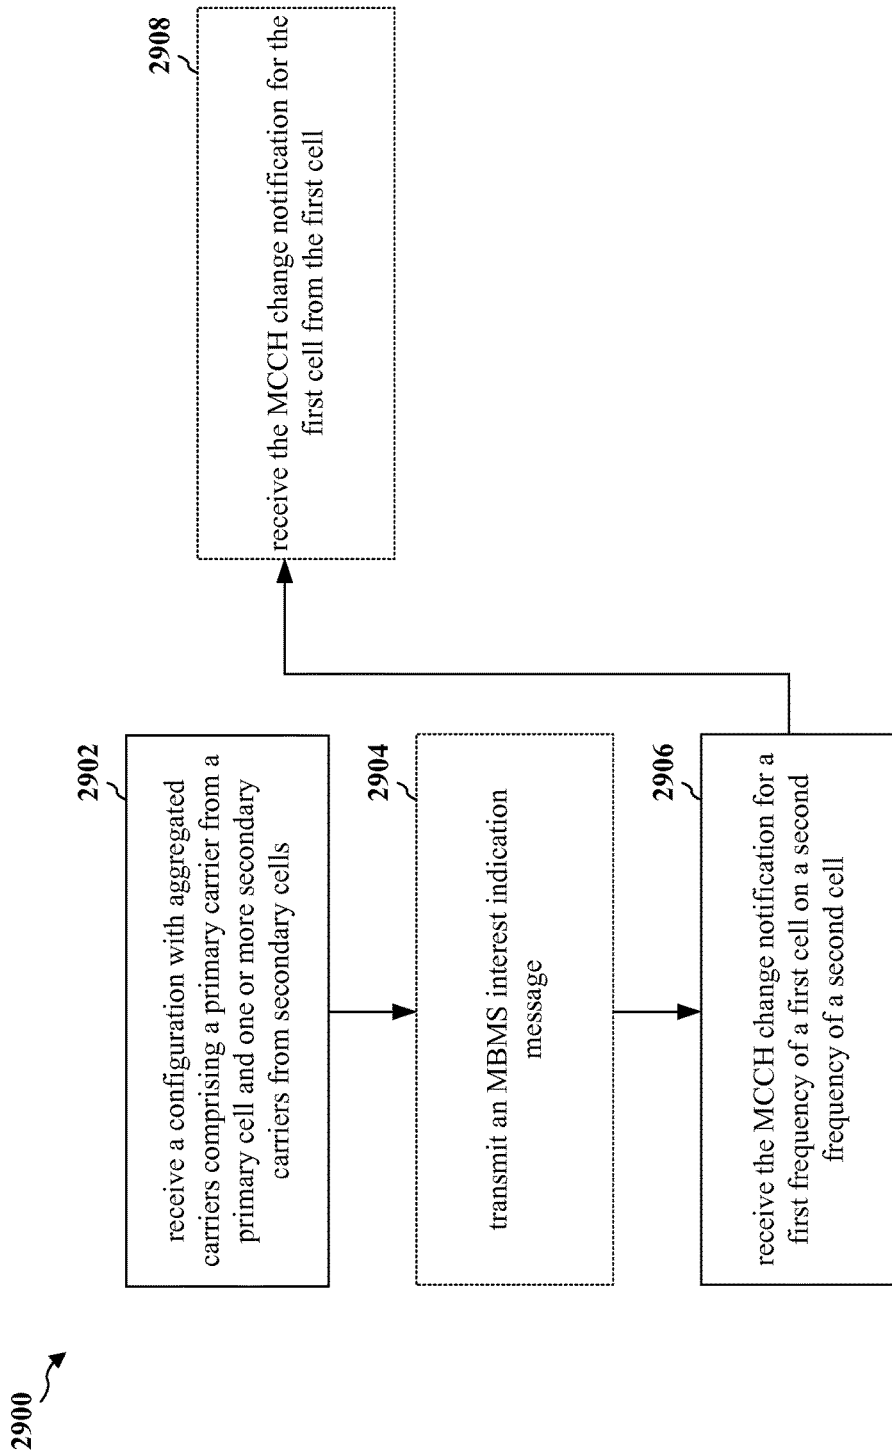 2900
2902
receive a configuration with aggregated
carriers comprising a primary carrier from a
primary cell and one or more secondary
carriers from secondary cells
2904
transmit an MBMS interest indication
message
2906
receive the MCCH change notification for a
first frequency of a first cell on a second
frequency of a second cell
2908
receive the MCCH change notification for the
first cell from the first cell